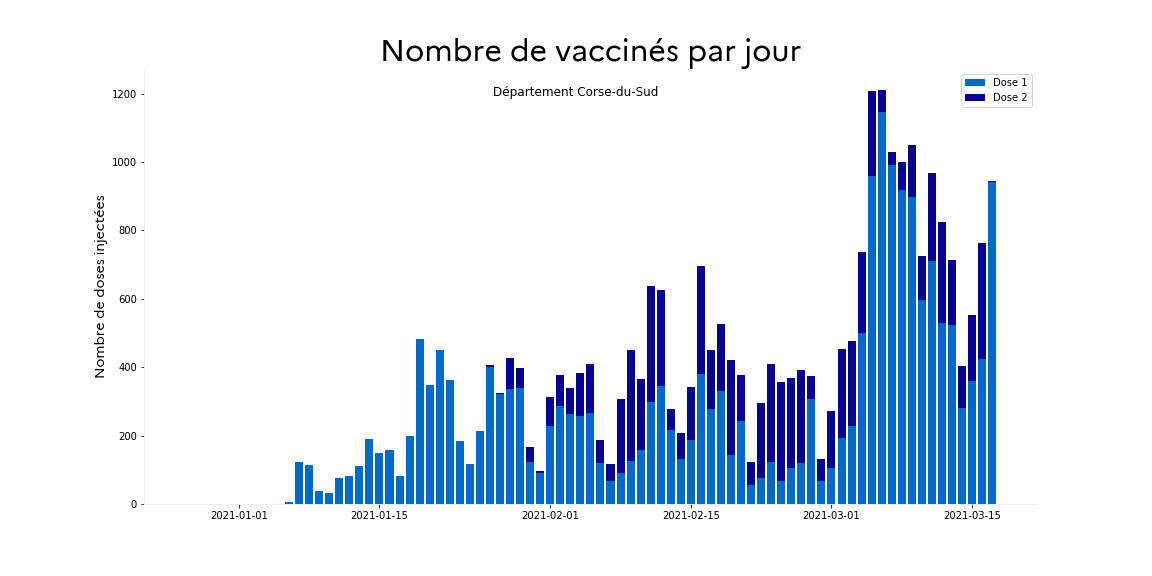 Nombre de vaccinés par jour
Département Corse-du-Sud
Dose 1
Dose 2
Nombre de doses injectées
1200
1000
800
600
400
200
0
2021-01-01
2021-01-15
2021-02-01
2021-02-15
2021-03-01
2021-03-15